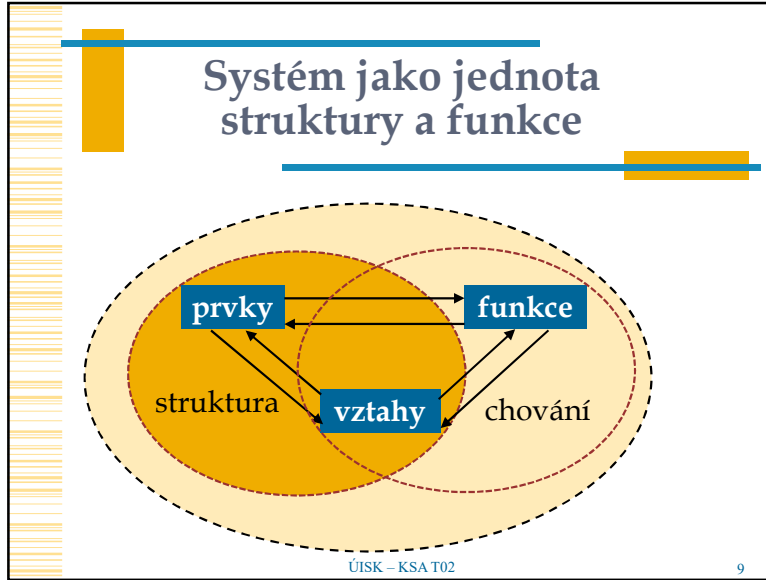 Systém jako jednota
struktury a funkce
prvky
funkce
struktura
vztahy
chování
ÚISK – KSA T02
9